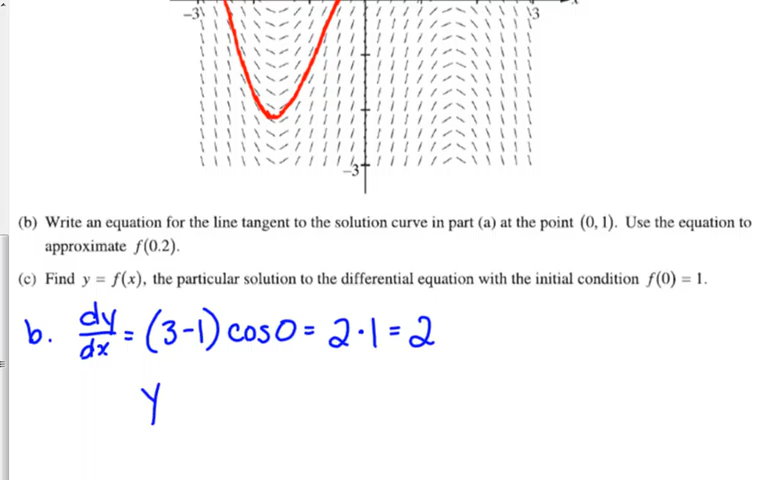 -3
3
-3
(b) Write an equation for the line tangent to the solution curve in part (a) at the point (0, 1). Use the equation to
approximate f(0.2).
(c) Find y = f(x), the particular solution to the differential equation with the initial condition f(0) = 1.
b. dy/dx = (3-1) cos0 = 2·1 = 2
y